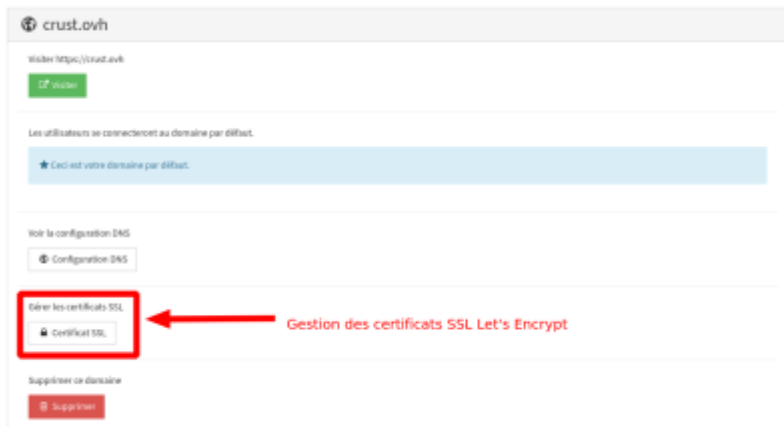 crust.ovh
Visiter https://crust.ovh
Visiter
Les utilisateurs se connecteront au domaine par défaut.
Ceci est votre domaine par défaut.
Voir la configuration DNS
Configuration DNS
Gérer les certificats SSL
Certificat SSL
Gestion des certificats SSL Let's Encrypt
Supprimer ce domaine
Supprimer